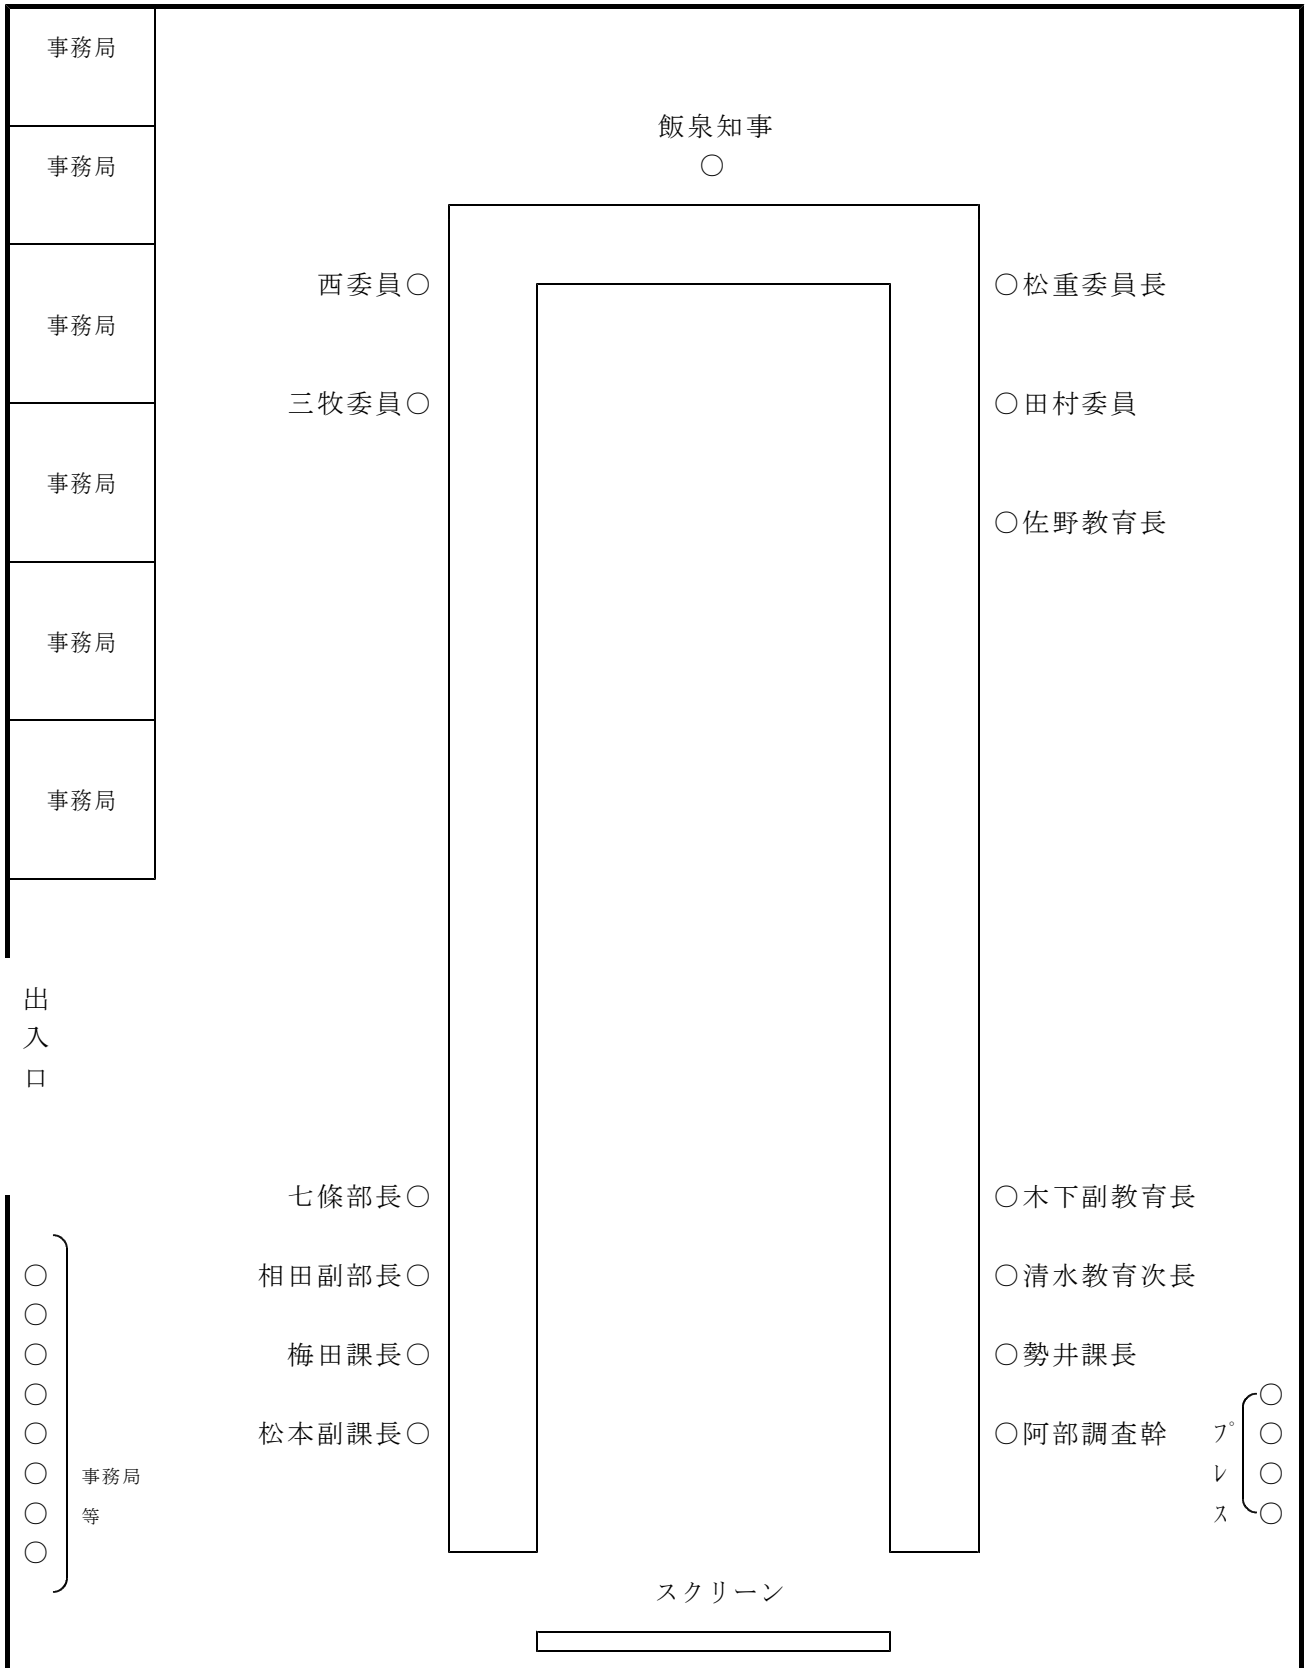 事務局
飯泉知事
○
事務局
西委員○
○松重委員長
事務局
三牧委員○
○田村委員
事務局
○佐野教育長
事務局
事務局
出入口
七條部長○
○木下副教育長
相田副部長○
○清水教育次長
梅田課長○
○勢井課長
松本副課長○
○阿部調査幹
○
○
○
○
○
○
○
○
事務局
等
プレス
○
○
○
○
スクリーン